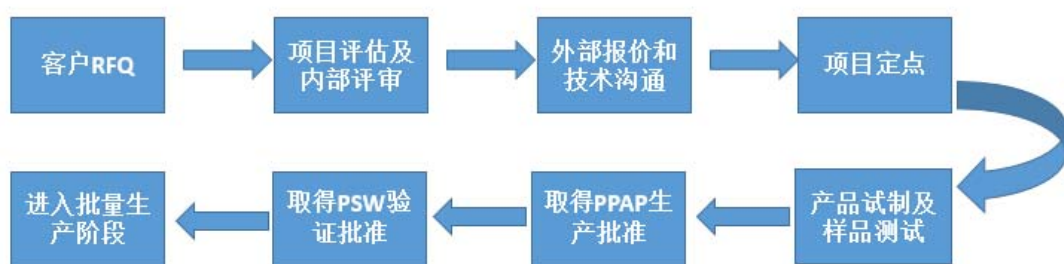 客户RFQ
项目评估及
内部评审
外部报价和
技术沟通
项目定点
产品试制及
样品测试
取得PPAP生
产批准
取得PSW验
证批准
进入批量生
产阶段